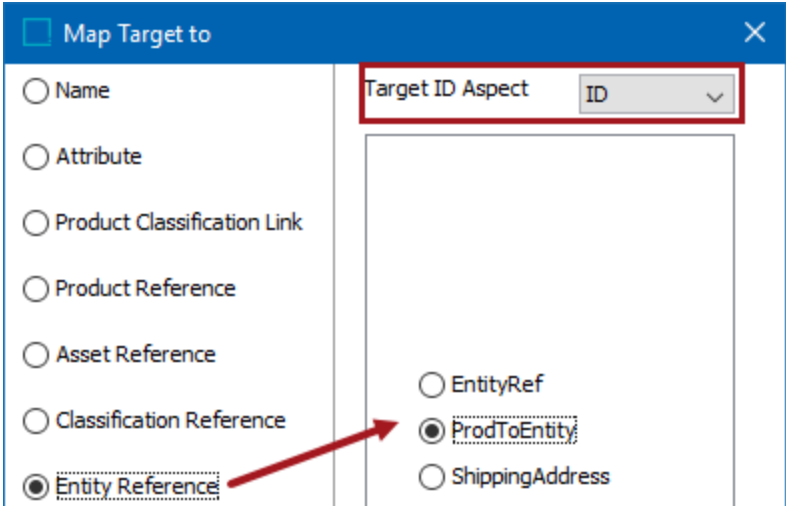 Map Target to
Name
Attribute
Product Classification Link
Product Reference
Asset Reference
Classification Reference
Entity Reference
Target ID Aspect ID
EntityRef
ProdToEntity
ShippingAddress